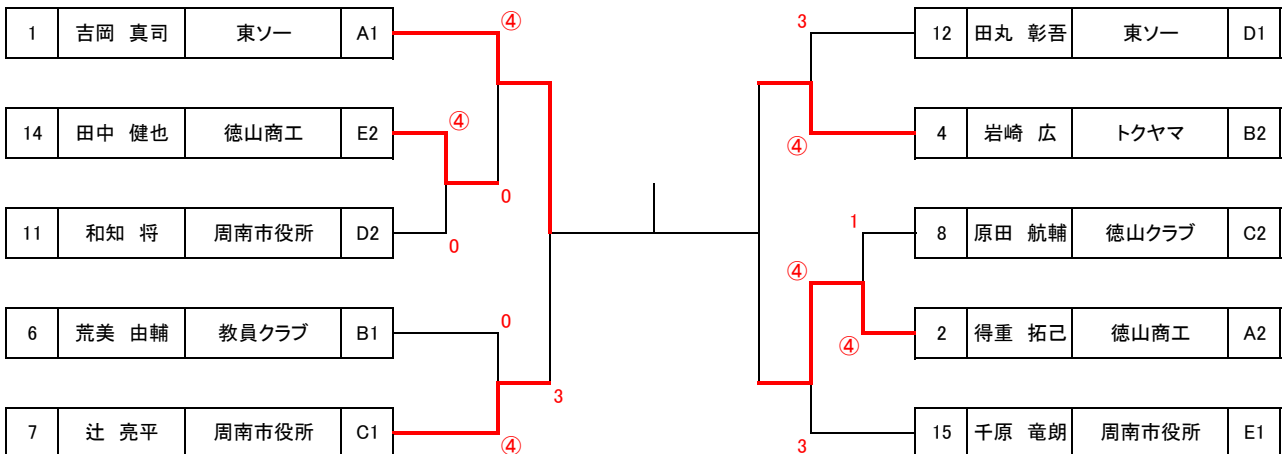 ④
1 吉岡 真司 東ソー A1
④
14 田中 健也 徳山商工 E2
0
11 和知 将 周南市役所 D2
0
0
6 荒美 由輔 教員クラブ B1
3
7 辻 亮平 周南市役所 C1
④
3
12 田丸 彰吾 東ソー D1
④
4 岩崎 広 トクヤマ B2
1
8 原田 航輔 徳山クラブ C2
④
④
2 得重 拓己 徳山商工 A2
3
15 千原 竜朗 周南市役所 E1